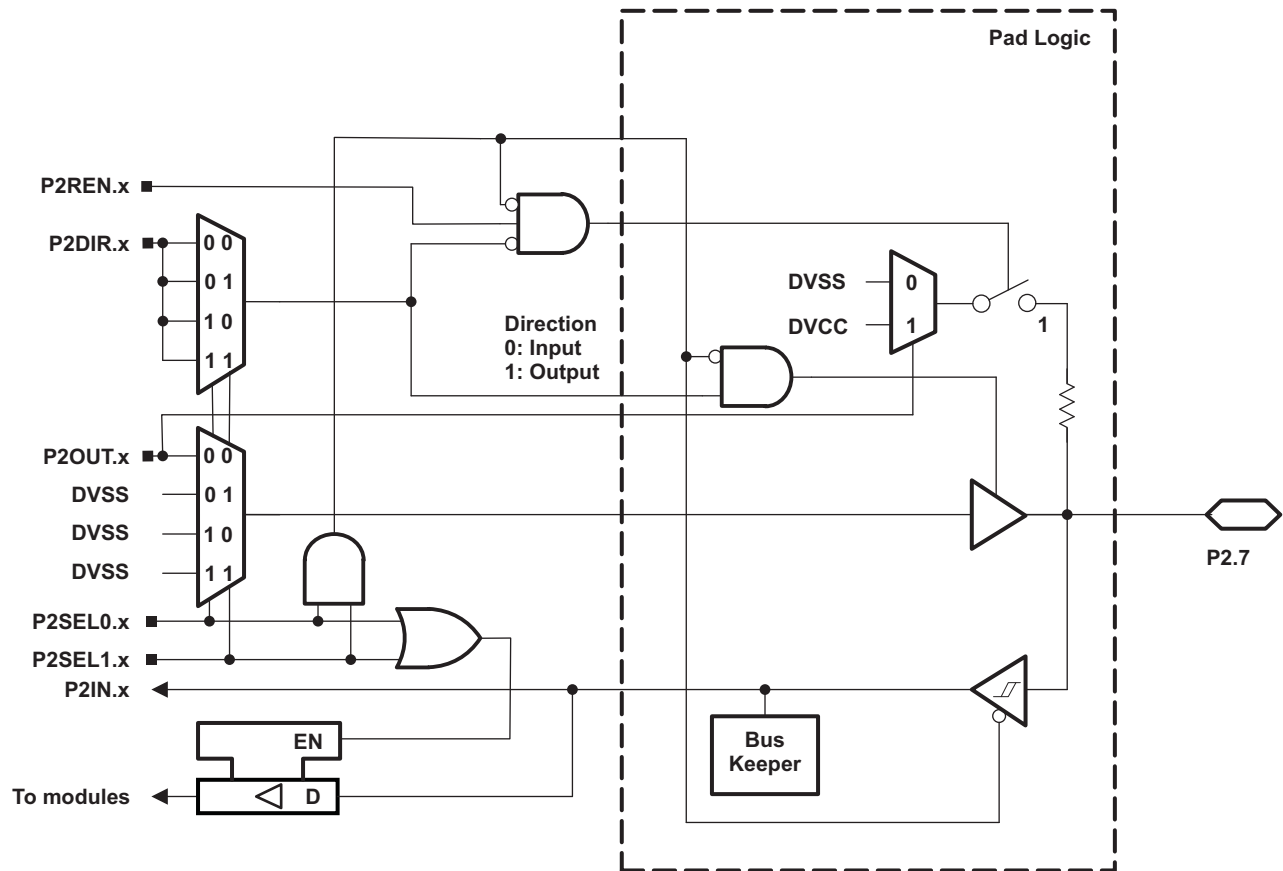 Pad Logic
P2REN.x
P2DIR.x
0 0
0 1
1 0
1 1
DVSS
0
DVCC
1
1
Direction
0: Input
1: Output
P2OUT.x
0 0
DVSS
0 1
DVSS
1 0
DVSS
1 1
P2.7
P2SEL0.x
P2SEL1.x
P2IN.x
EN
Bus
Keeper
To modules
D